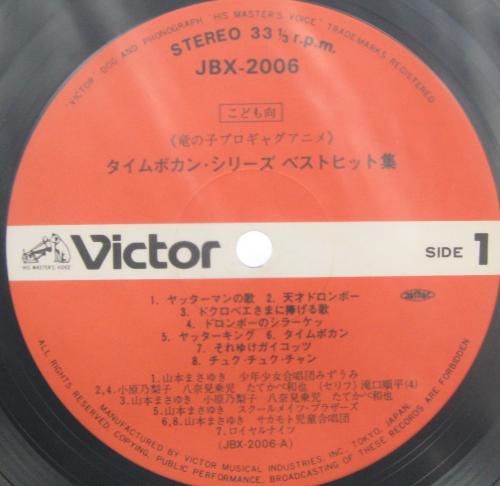 "VICTOR" DOG AND PHONOGRAPH "HIS MASTER'S VOICE" TRADEMARKS REGISTERED
STEREO 33 1/3 r.p.m.
JBX-2006
こども向
《竜の子プロギャグアニメ》
タイムボカン・シリーズ ベストヒット集
HIS MASTER'S VOICE
Victor
SIDE 1
1. ヤッターマンの歌 2. 天才ドロンボー
3. ドクロベエさまに捧げる歌
4. ドロンボーのシラーケッ
5. ヤッターキング 6. タイムボカン
7. それゆけガイコッツ
8. チュク・チュク・チャン
1.山本まさゆき 少年少女合唱団みずうみ
2,4.小原乃梨子 八奈見乗児 たてかべ和也 (セリフ)滝口順平(4)
3.山本まさゆき 小原乃梨子 八奈見乗児 たてかべ和也
5.山本まさゆき スクールメイツ・ブラザーズ
6,8.山本まさゆき サカモト児童合唱団
7.ロイヤルナイツ
(JBX-2006-A)
ALL RIGHTS RESERVED. COPYING, PUBLIC PERFORMANCE, BROADCASTING OF THESE RECORDS ARE FORBIDDEN.
MANUFACTURED BY VICTOR MUSICAL INDUSTRIES, INC. TOKYO, JAPAN.